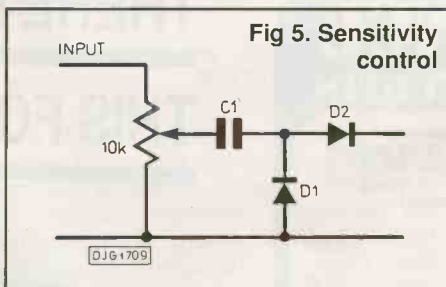 Fig 5. Sensitivity
control
INPUT
10k
C1
D2
D1
DJG1709